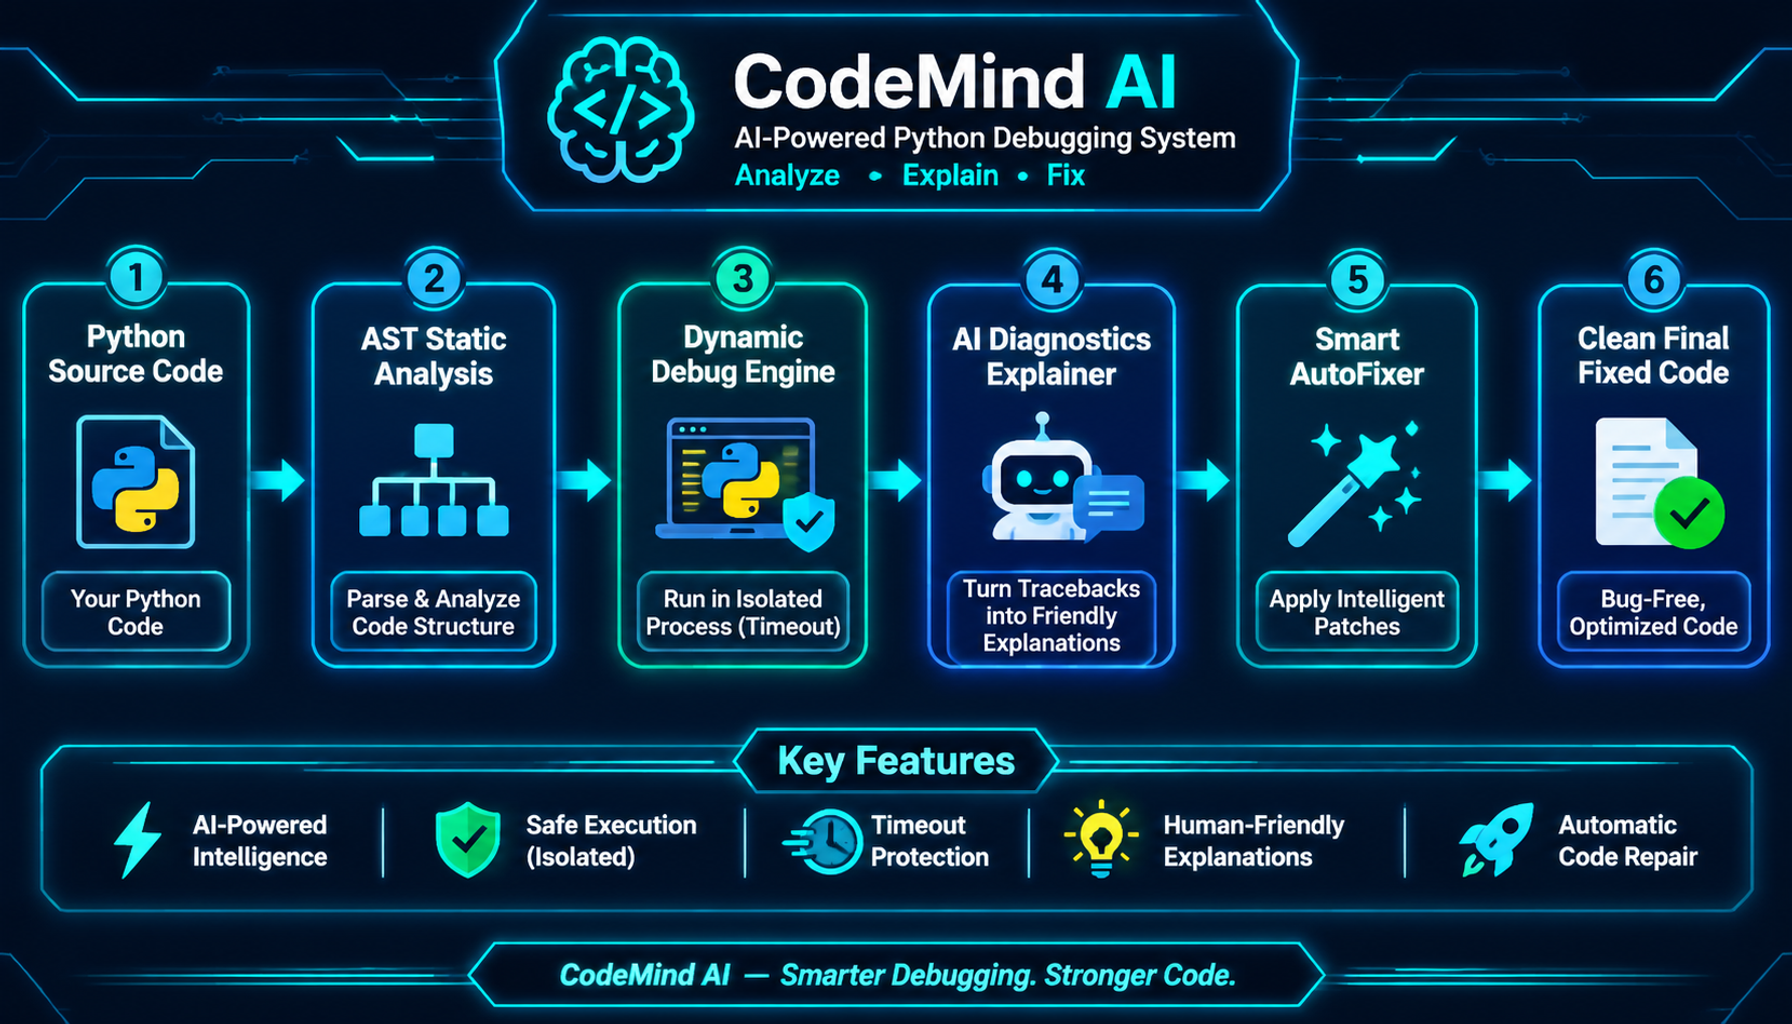 </>
CodeMind AI
AI-Powered Python Debugging System
Analyze • Explain • Fix
1
Python
Source Code
Your Python
Code
2
AST Static
Analysis
Parse & Analyze
Code Structure
3
Dynamic
Debug Engine
Run in Isolated
Process (Timeout)
4
AI Diagnostics
Explainer
Turn Tracebacks
into Friendly
Explanations
5
Smart
AutoFixer
Apply Intelligent
Patches
6
Clean Final
Fixed Code
Bug-Free,
Optimized Code
Key Features
AI-Powered
Intelligence
Safe Execution
(Isolated)
Timeout
Protection
Human-Friendly
Explanations
Automatic
Code Repair
CodeMind AI — Smarter Debugging. Stronger Code.